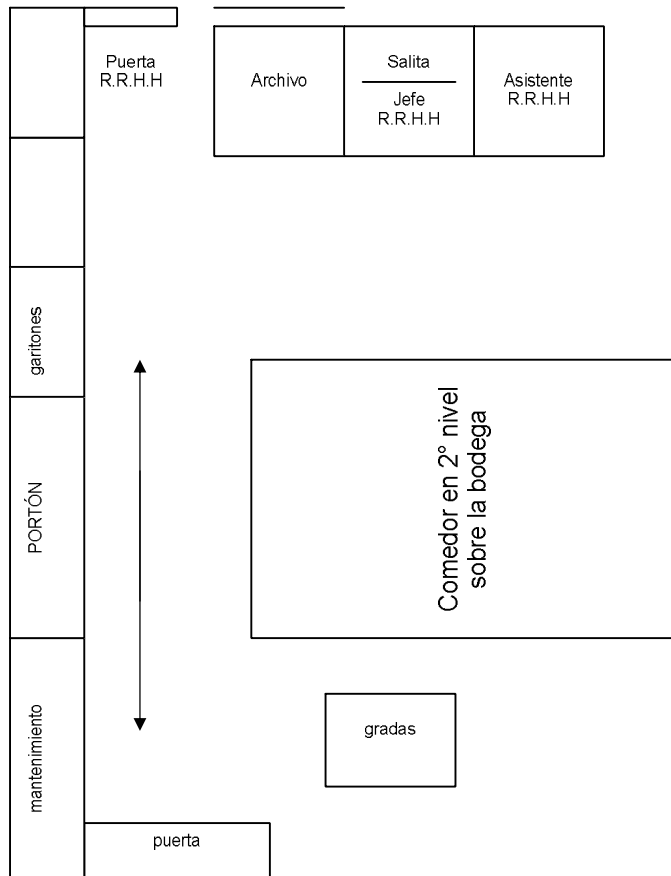 Puerta
R.R.H.H
Archivo
Salita
Jefe
R.R.H.H
Asistente
R.R.H.H
garitones
PORTÓN
mantenimiento
Comedor en 2° nivel
sobre la bodega
gradas
puerta